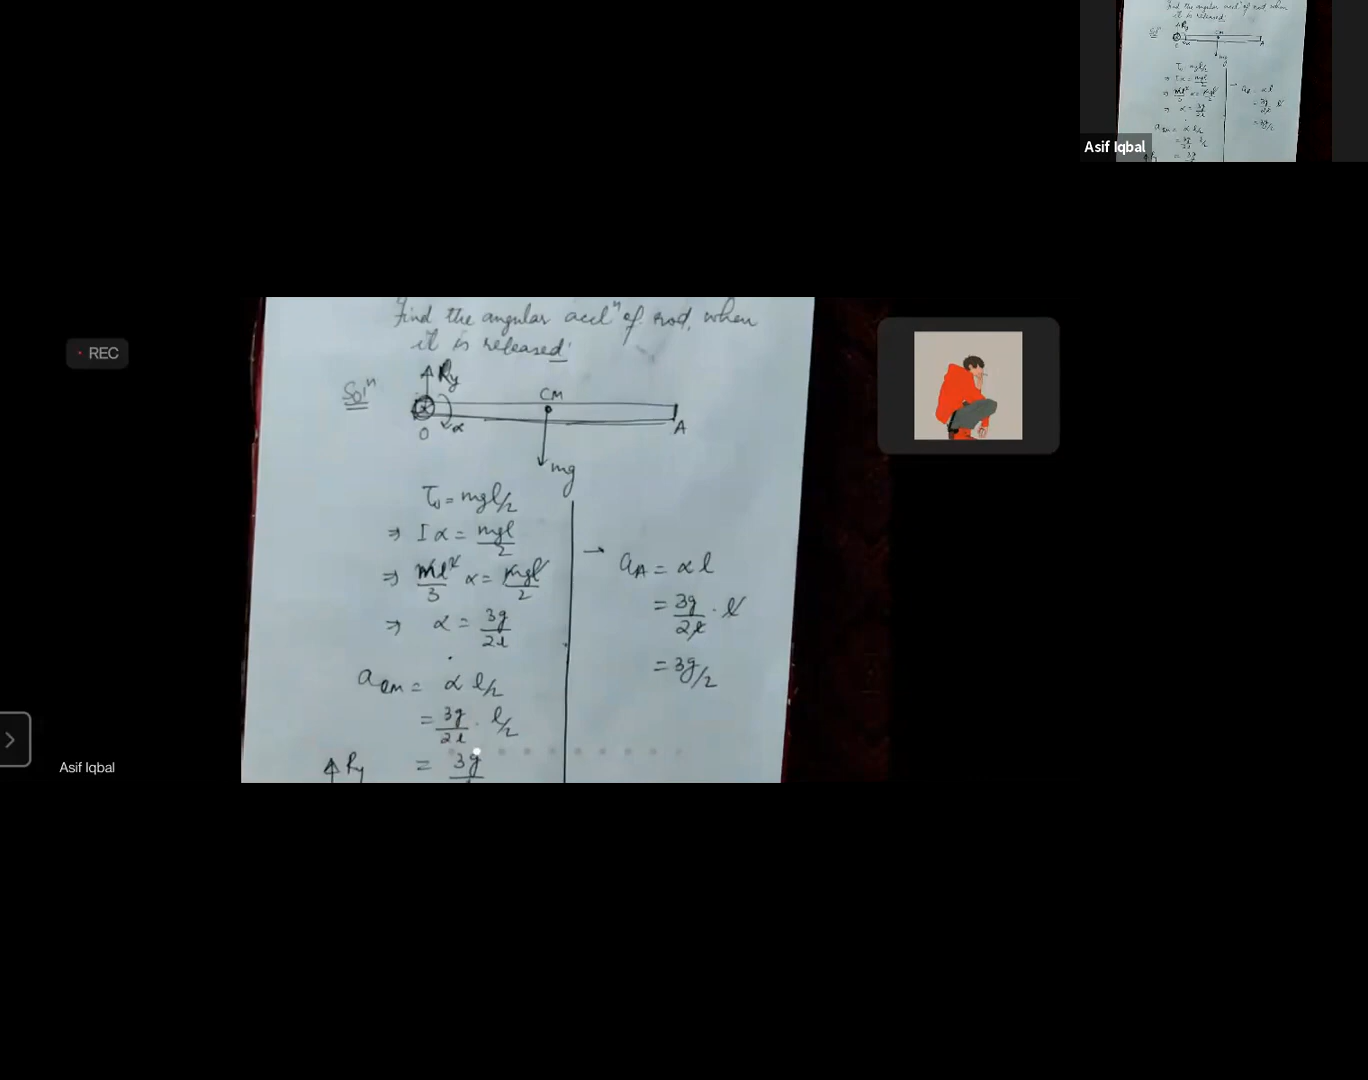 Find the angular accl^n of rod, when
it is released
Sol^n
R_y
CM
O
α
A
mg
τ_0 = mgl/2
⇒ Iα = mgl/2
⇒ ml²/3 α = mgl/2
⇒ α = 3g/2l
a_cm = α l/2
= 3g/2l . l/2
R_y
= 3g
→ a_A = αl
= 3g/2l . l
= 3g/2
REC
Asif Iqbal
Asif Iqbal